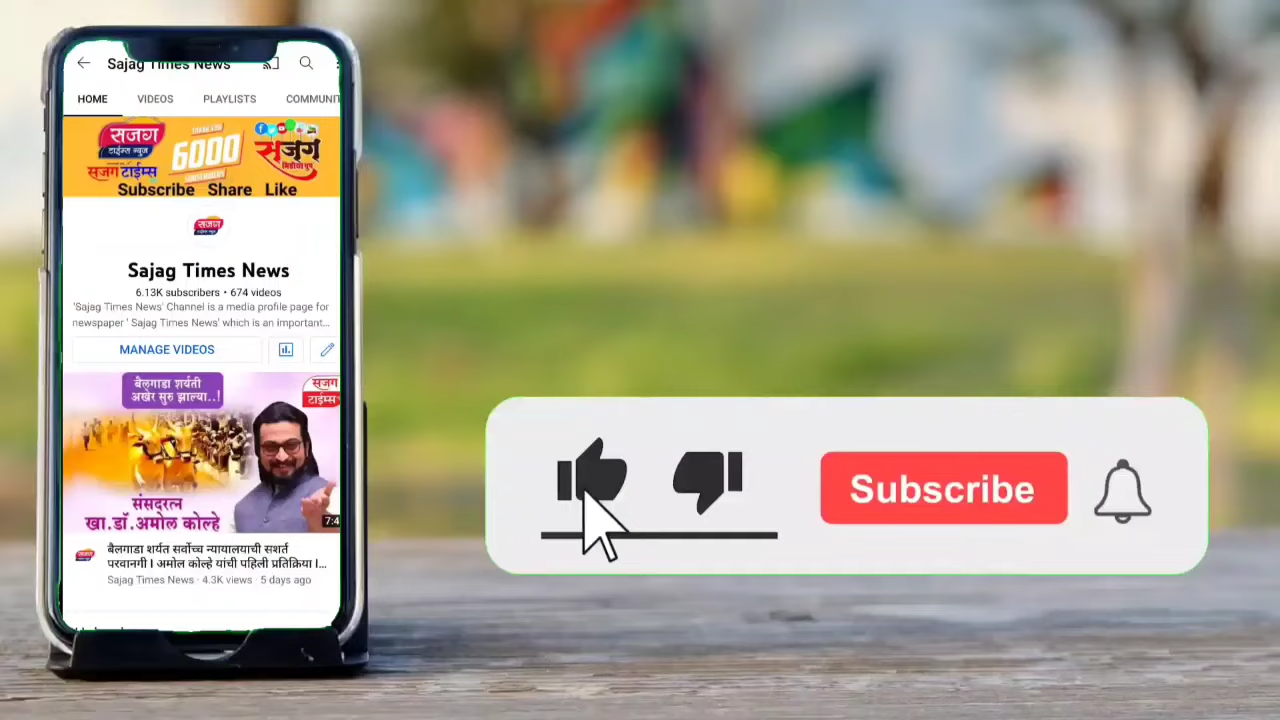 Sajag Times News
HOME VIDEOS PLAYLISTS COMMUNI
सजग
टाईम्स न्यूज
सजग टाईम्स
6000
सजग
Subscribe Share Like
सजग
Sajag Times News
6.13K subscribers • 674 videos
'Sajag Times News' Channel is a media profile page for
newspaper ' Sajag Times News' which is an important...
MANAGE VIDEOS
बैलगाडा शर्यती
अखेर सुरु झाल्या..!
सजग
टाईम्स
संसदरत्न
खा.डॉ.अमोल कोल्हे
7:4
बैलगाडा शर्यत सर्वोच्च न्यायालयाची सशर्त
परवानगी I अमोल कोल्हे यांची पहिली प्रतिक्रिया I...
Sajag Times News · 4.3K views · 5 days ago
Subscribe